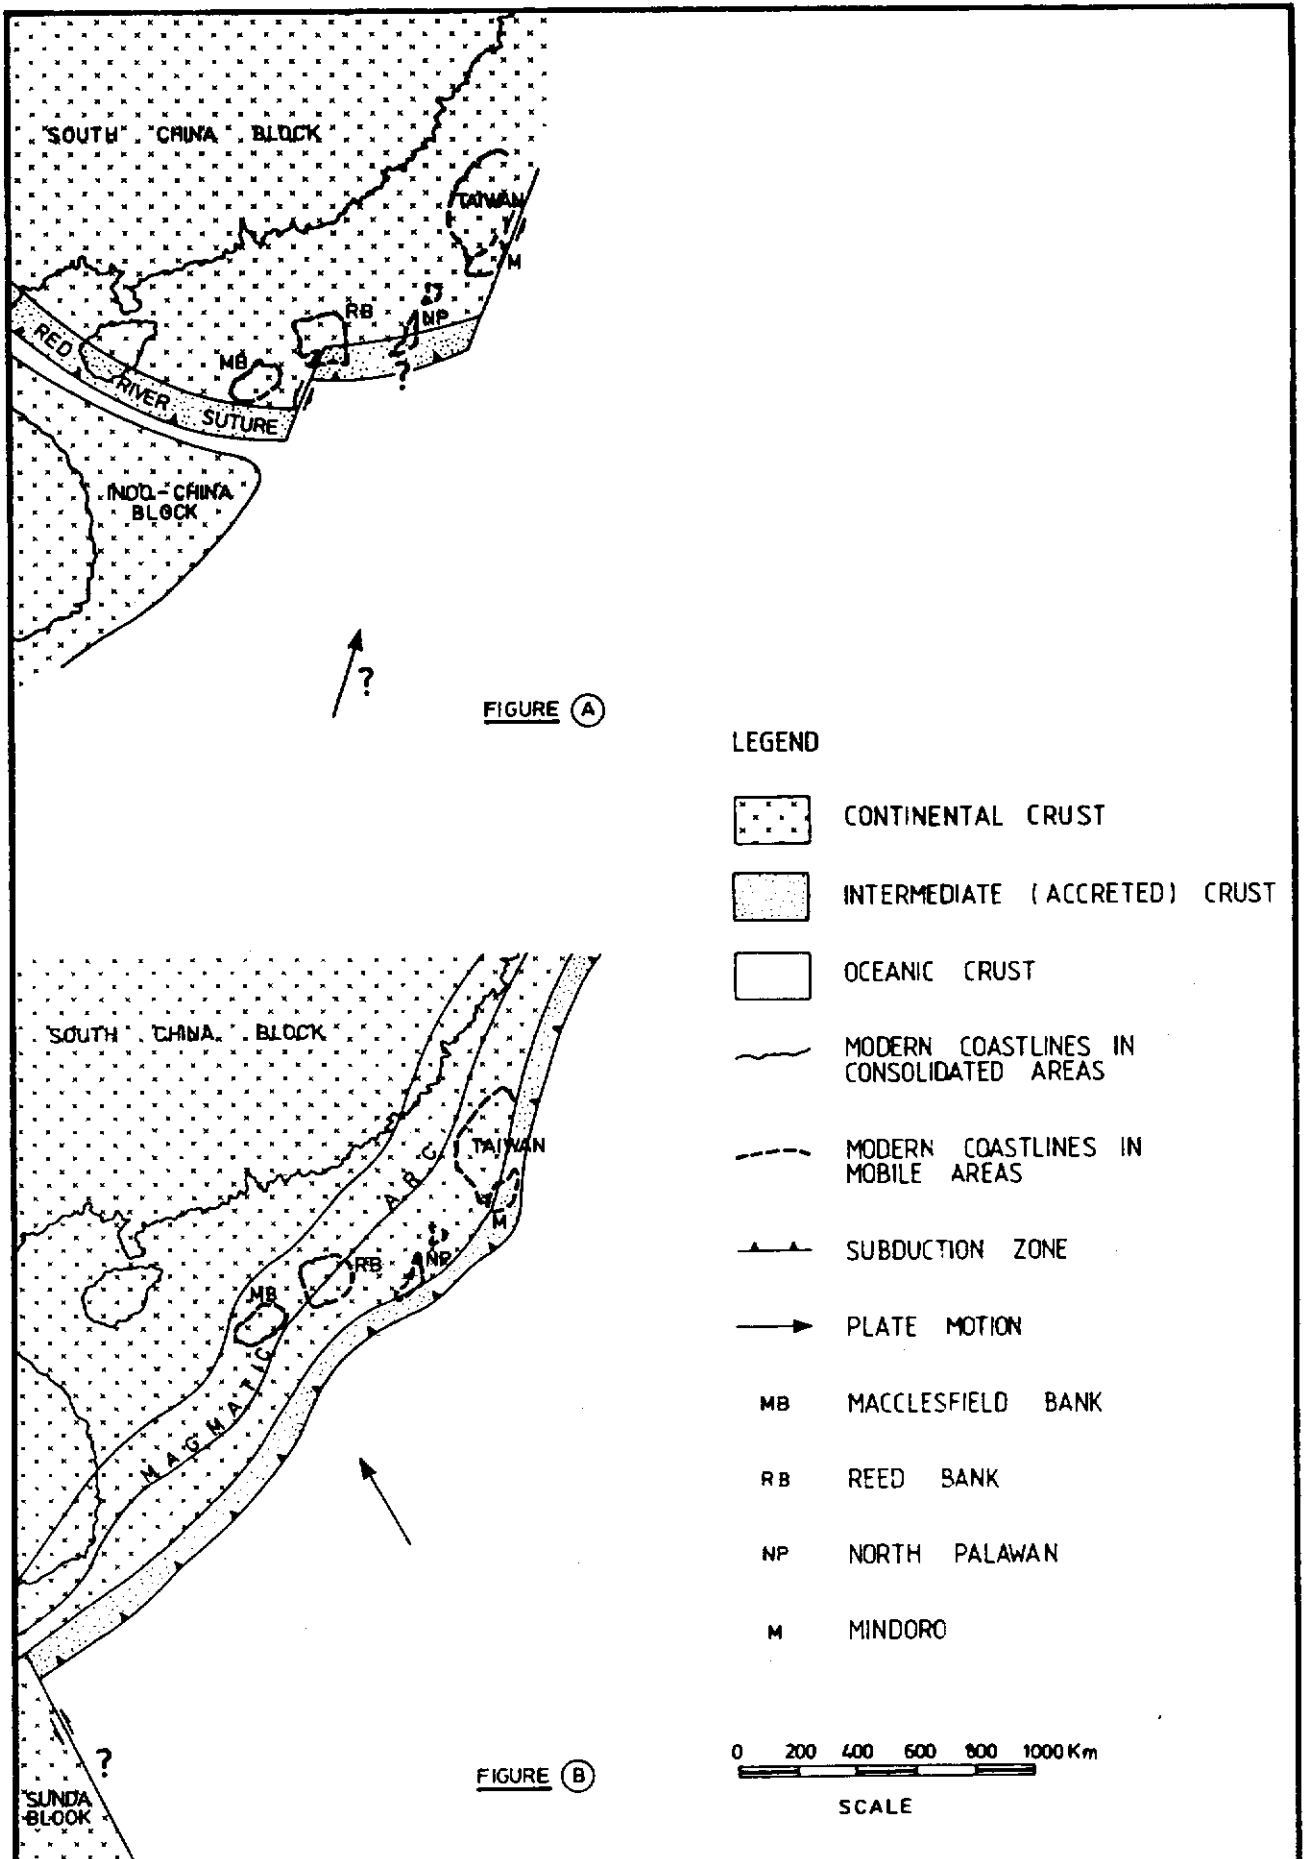 SOUTH CHINA BLOCK
TAIWAN
M
RB
NP
?
MB
RED RIVER SUTURE
INDO-CHINA
BLOCK
?
FIGURE A
LEGEND
CONTINENTAL CRUST
INTERMEDIATE (ACCRETED) CRUST
OCEANIC CRUST
MODERN COASTLINES IN
CONSOLIDATED AREAS
MODERN COASTLINES IN
MOBILE AREAS
SUBDUCTION ZONE
PLATE MOTION
MB MACCLESFIELD BANK
RB REED BANK
NP NORTH PALAWAN
M MINDORO
0 200 400 600 800 1000 Km
SCALE
SOUTH CHINA BLOCK
TAIWAN
M
NP
RB
MB
MAGMATIC ARC
?
SUNDA
BLOOK
FIGURE B